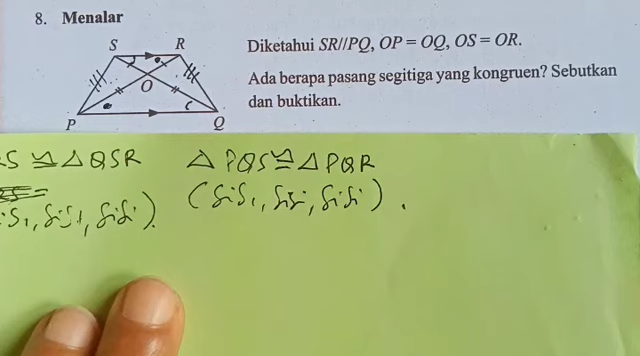 8. Menalar
S R
O
P Q
Diketahui SR//PQ, OP = OQ, OS = OR.
Ada berapa pasang segitiga yang kongruen? Sebutkan
dan buktikan.
S ≅ △ QSR △ PQS ≅ △ PQR